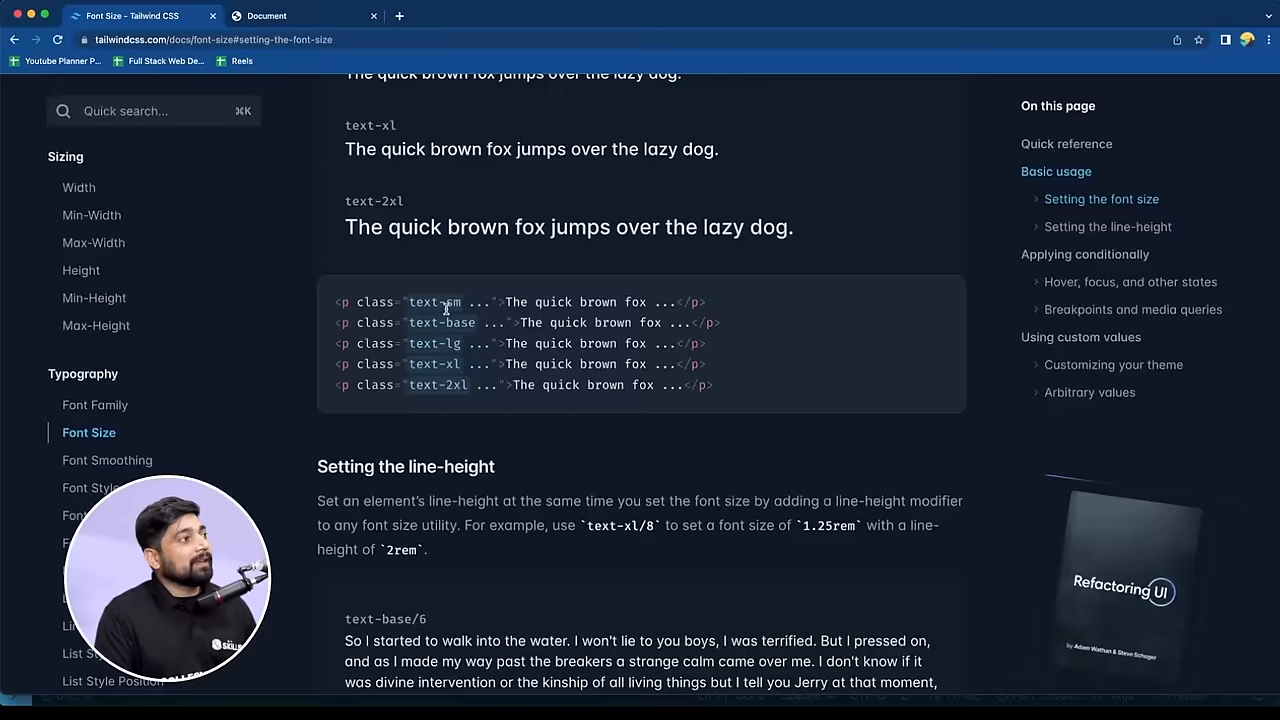 Font Size - Tailwind CSS
Document
tailwindcss.com/docs/font-size#setting-the-font-size
Youtube Planner P...
Full Stack Web De...
Reels
Quick search...
⌘K
Sizing
Width
Min-Width
Max-Width
Height
Min-Height
Max-Height
Typography
Font Family
Font Size
Font Smoothing
Font Style
List Style Position
The quick brown fox jumps over the lazy dog.
text-xl
The quick brown fox jumps over the lazy dog.
text-2xl
The quick brown fox jumps over the lazy dog.
<p class="text-sm ...">The quick brown fox ...</p>
<p class="text-base ...">The quick brown fox ...</p>
<p class="text-lg ...">The quick brown fox ...</p>
<p class="text-xl ...">The quick brown fox ...</p>
<p class="text-2xl ...">The quick brown fox ...</p>
Setting the line-height
Set an element's line-height at the same time you set the font size by adding a line-height modifier
to any font size utility. For example, use `text-xl/8` to set a font size of `1.25rem` with a line-
height of `2rem`.
text-base/6
So I started to walk into the water. I won't lie to you boys, I was terrified. But I pressed on,
and as I made my way past the breakers a strange calm came over me. I don't know if it
was divine intervention or the kinship of all living things but I tell you Jerry at that moment,
On this page
Quick reference
Basic usage
Setting the font size
Setting the line-height
Applying conditionally
Hover, focus, and other states
Breakpoints and media queries
Using custom values
Customizing your theme
Arbitrary values
Refactoring UI
by Adam Wathan & Steve Schoger